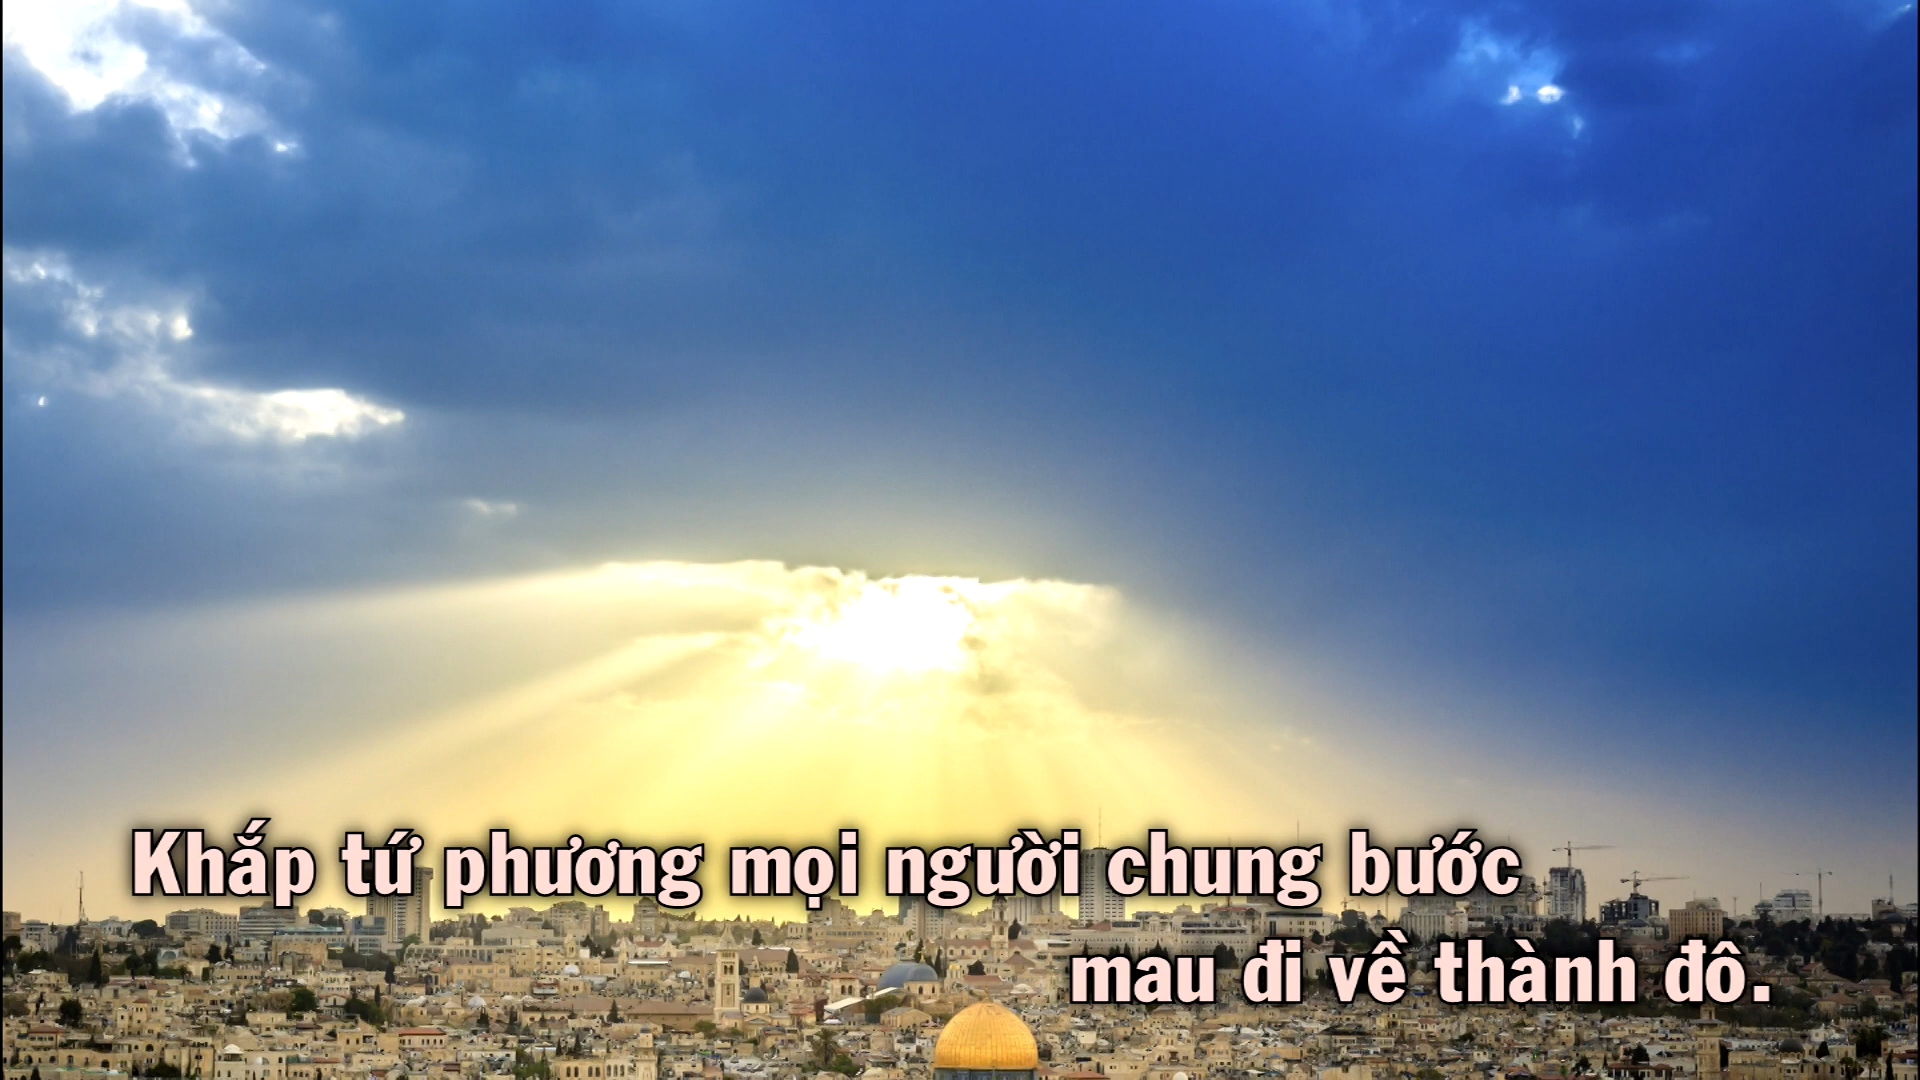 Khắp tứ phương mọi người chung bước
mau đi về thành đô.